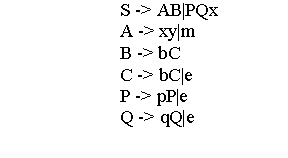 S -> AB|PQx
A -> xy|m
B -> bC
C -> bC|e
P -> pP|e
Q -> qQ|e